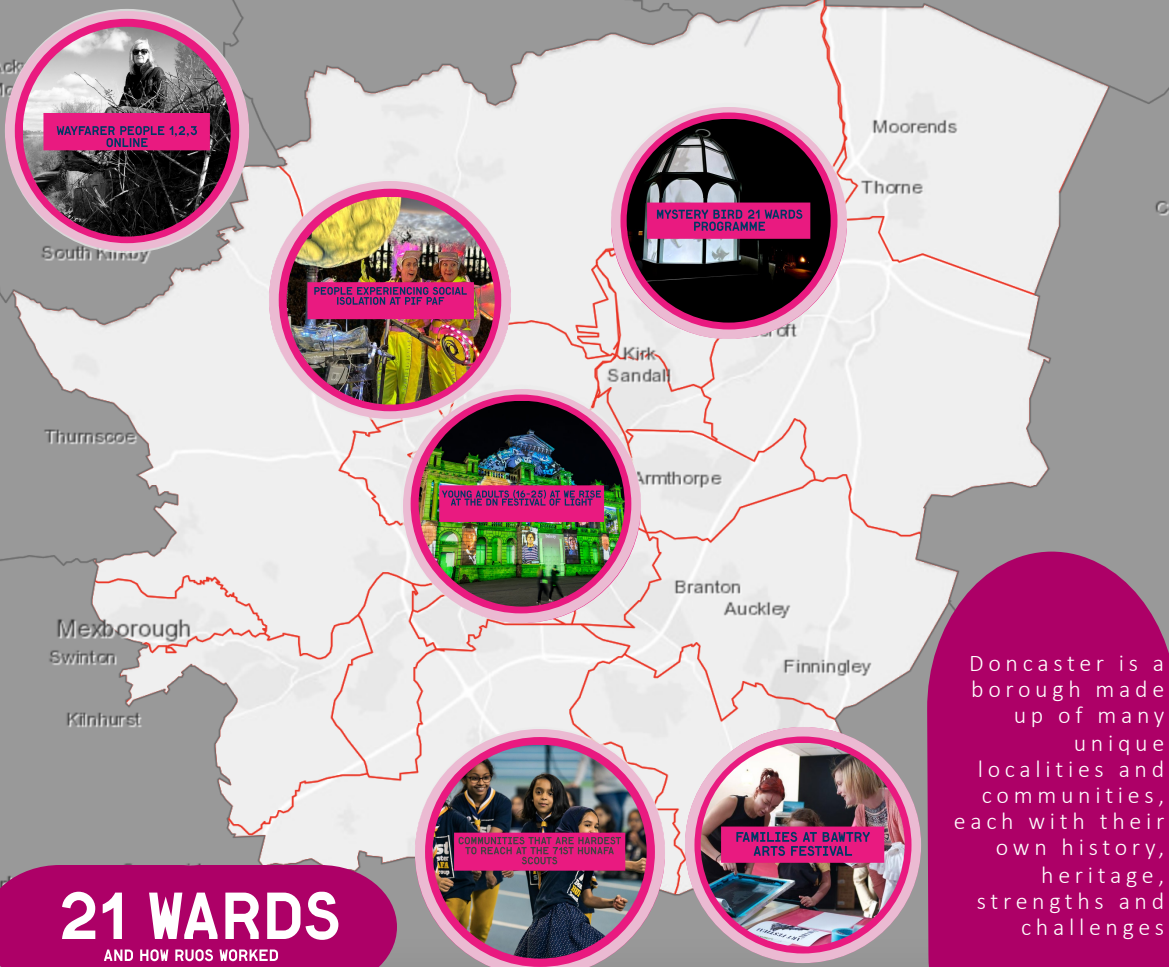 WAYFARER PEOPLE 1,2,3
ONLINE
South Kirkby
PEOPLE EXPERIENCING SOCIAL
ISOLATION AT PIF PAF
MYSTERY BIRD 21 WARDS
PROGRAMME
Moorends
Thorne
Kirk
Sandall
Thurnscoe
YOUNG ADULTS (16-25) AT WE RISE
AT THE DN FESTIVAL OF LIGHT
Armthorpe
Branton
Auckley
Mexborough
Swinton
Finningley
Kilnhurst
COMMUNITIES THAT ARE HARDEST
TO REACH AT THE 71ST HUNAFA
SCOUTS
FAMILIES AT BAWTRY
ARTS FESTIVAL
Doncaster is a
borough made
up of many
unique
localities and
communities,
each with their
own history,
heritage,
strengths and
challenges
21 WARDS
AND HOW RUOS WORKED